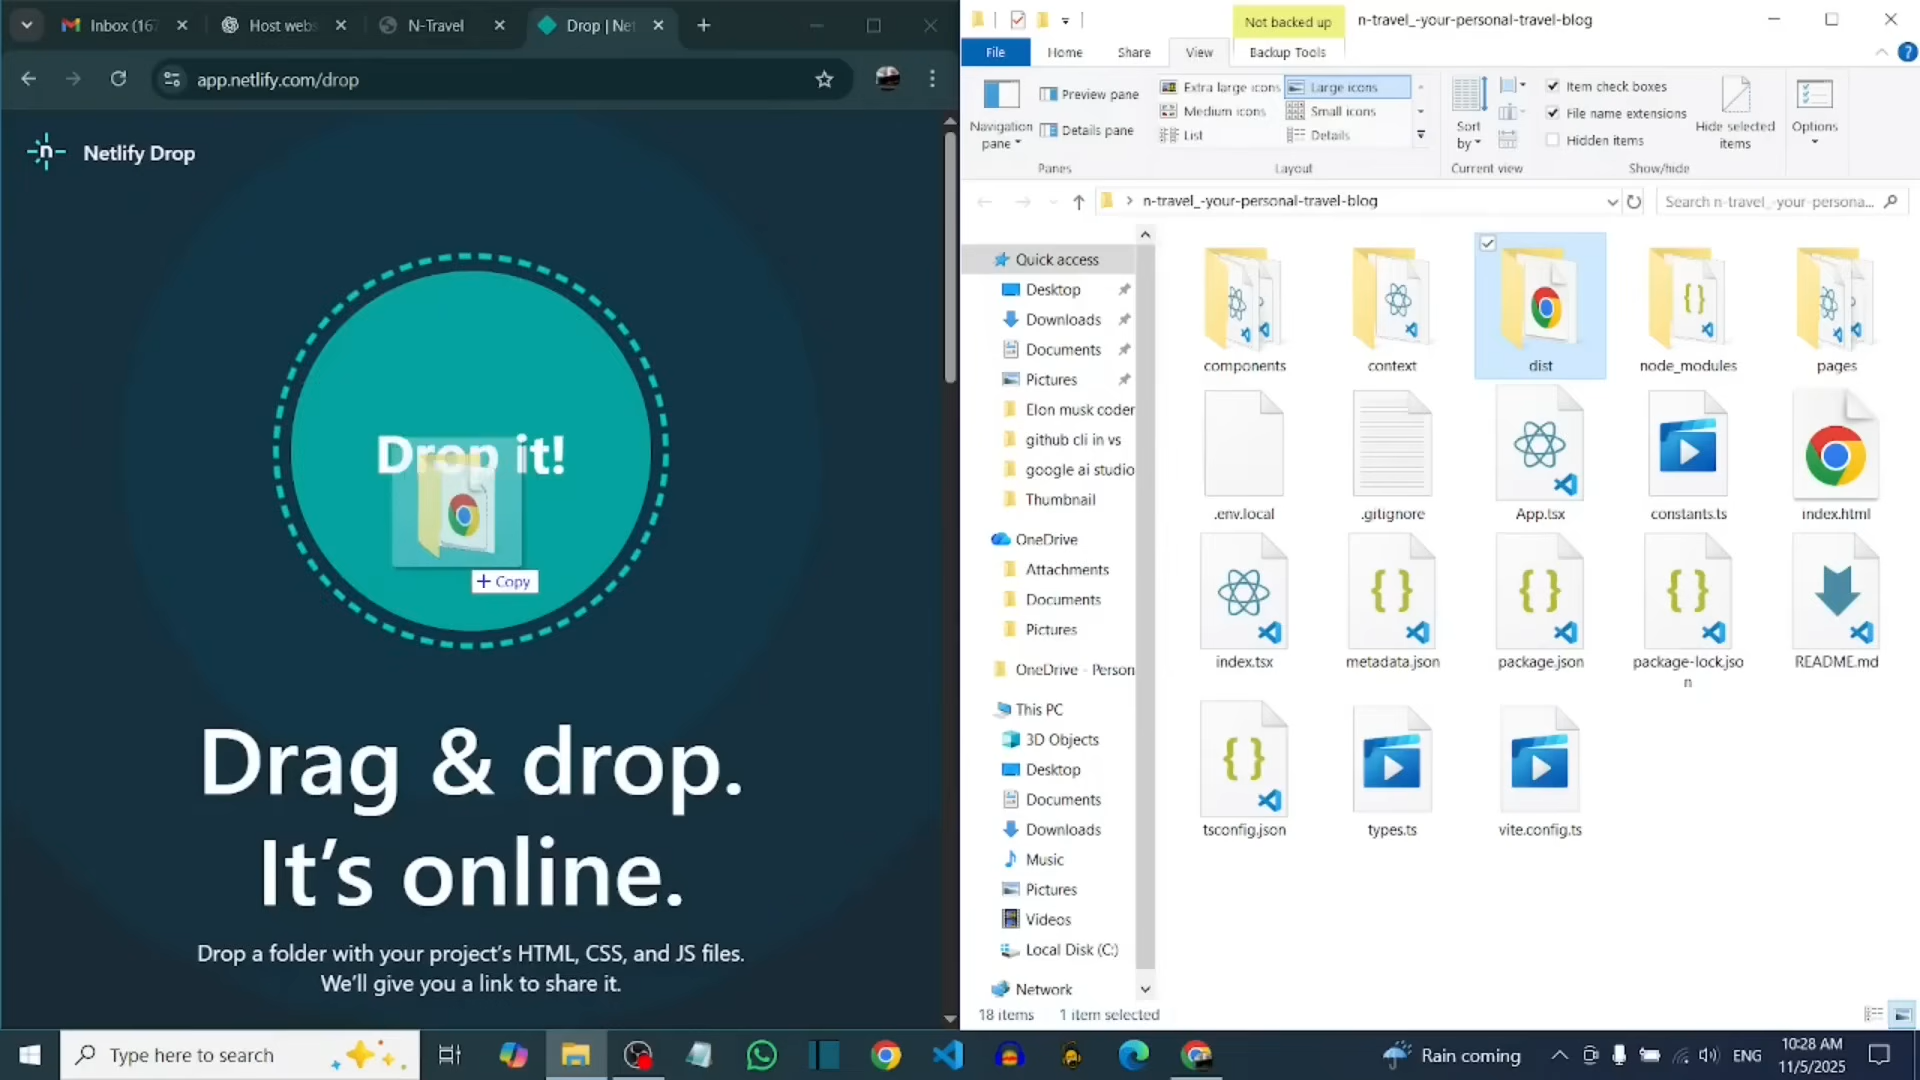 Inbox (167
Host webs
N-Travel
Drop | Net
app.netlify.com/drop
Netlify Drop
Drop it!
Copy
Drag & drop.
It's online.
Drop a folder with your project's HTML, CSS, and JS files.
We'll give you a link to share it.
Not backed up
n-travel_-your-personal-travel-blog
File
Home
Share
View
Backup Tools
Navigation
pane
Preview pane
Details pane
Panes
Extra large icons
Large icons
Medium icons
Small icons
List
Details
Layout
Sort
by
Current view
Item check boxes
File name extensions
Hidden items
Hide selected
items
Show/hide
Options
n-travel_-your-personal-travel-blog
Search n-travel_-your-persona...
Quick access
Desktop
Downloads
Documents
Pictures
Elon musk coder
github cli in vs
google ai studio
Thumbnail
OneDrive
Attachments
Documents
Pictures
OneDrive - Person
This PC
3D Objects
Desktop
Documents
Downloads
Music
Pictures
Videos
Local Disk (C:)
Network
components
context
dist
node_modules
pages
.env.local
.gitignore
App.tsx
constants.ts
index.html
index.tsx
metadata.json
package.json
package-lock.jso
n
README.md
tsconfig.json
types.ts
vite.config.ts
18 items
1 item selected
Type here to search
Rain coming
ENG
10:28 AM
11/5/2025